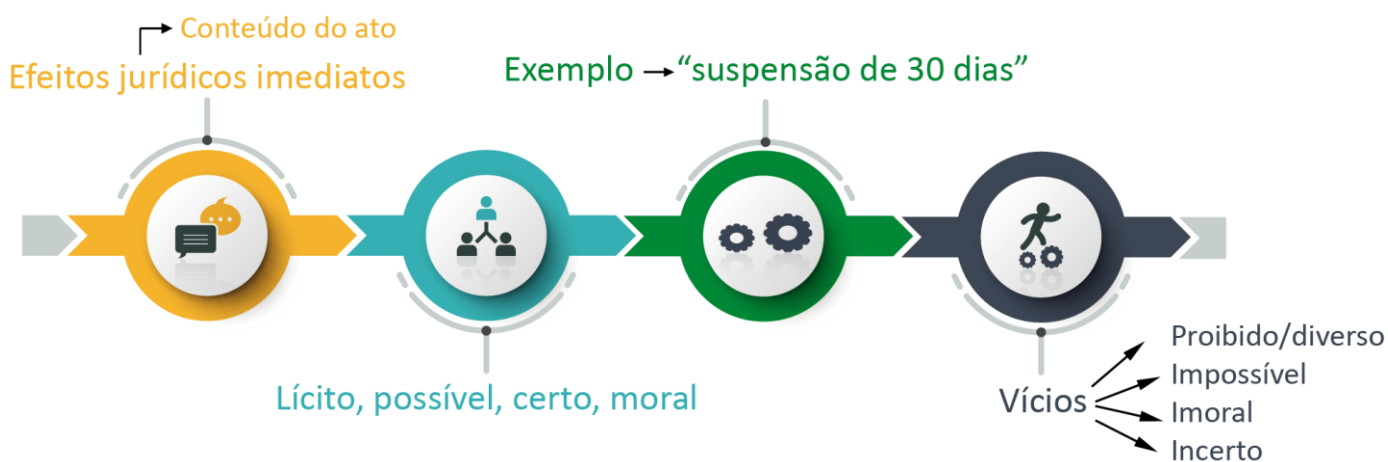 Conteúdo do ato
Efeitos jurídicos imediatos
Exemplo → “suspensão de 30 dias”
Lícito, possível, certo, moral
Vícios
Proibido/diverso
Impossível
Imoral
Incerto